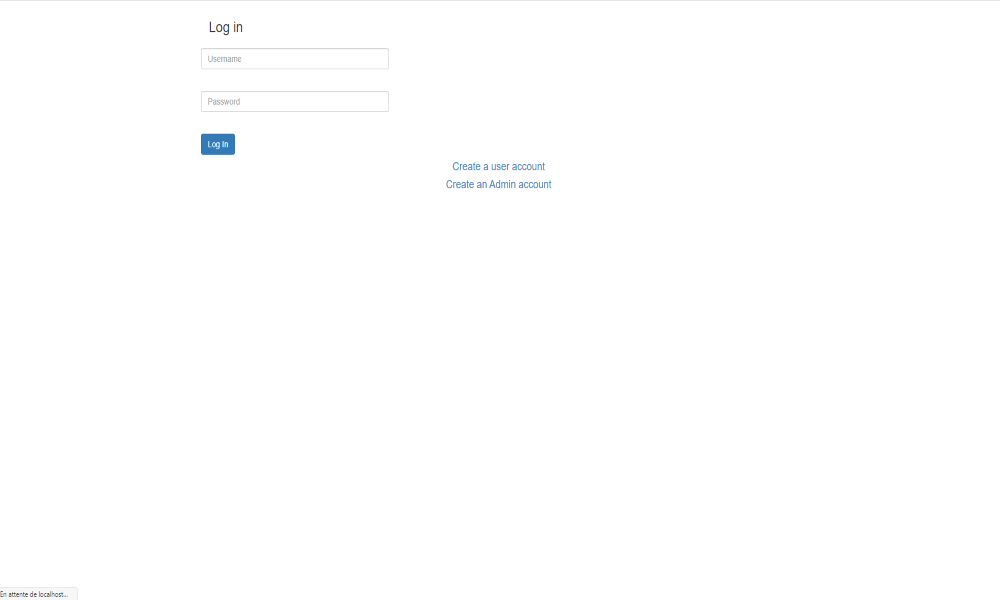 Log in
Username
Password
Log In
Create a user account
Create an Admin account
En attente de localhost...